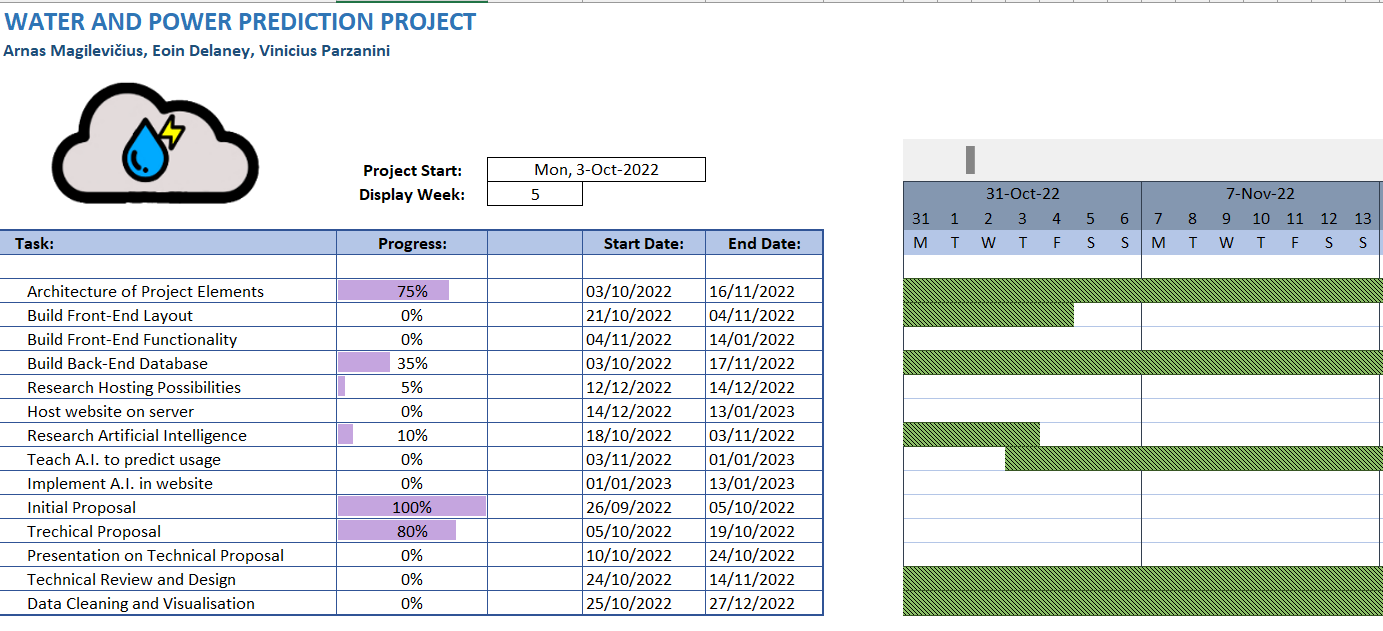 WATER AND POWER PREDICTION PROJECT
Arnas Magilevičius, Eoin Delaney, Vinicius Parzanini
Project Start: Mon, 3-Oct-2022
Display Week: 5
31-Oct-22 7-Nov-22
31 1 2 3 4 5 6 7 8 9 10 11 12 13
Task: Progress: Start Date: End Date: M T W T F S S M T W T F S S
Architecture of Project Elements 75% 03/10/2022 16/11/2022
Build Front-End Layout 0% 21/10/2022 04/11/2022
Build Front-End Functionality 0% 04/11/2022 14/01/2022
Build Back-End Database 35% 03/10/2022 17/11/2022
Research Hosting Possibilities 5% 12/12/2022 14/12/2022
Host website on server 0% 14/12/2022 13/01/2023
Research Artificial Intelligence 10% 18/10/2022 03/11/2022
Teach A.I. to predict usage 0% 03/11/2022 01/01/2023
Implement A.I. in website 0% 01/01/2023 13/01/2023
Initial Proposal 100% 26/09/2022 05/10/2022
Trechical Proposal 80% 05/10/2022 19/10/2022
Presentation on Technical Proposal 0% 10/10/2022 24/10/2022
Technical Review and Design 0% 24/10/2022 14/11/2022
Data Cleaning and Visualisation 0% 25/10/2022 27/12/2022